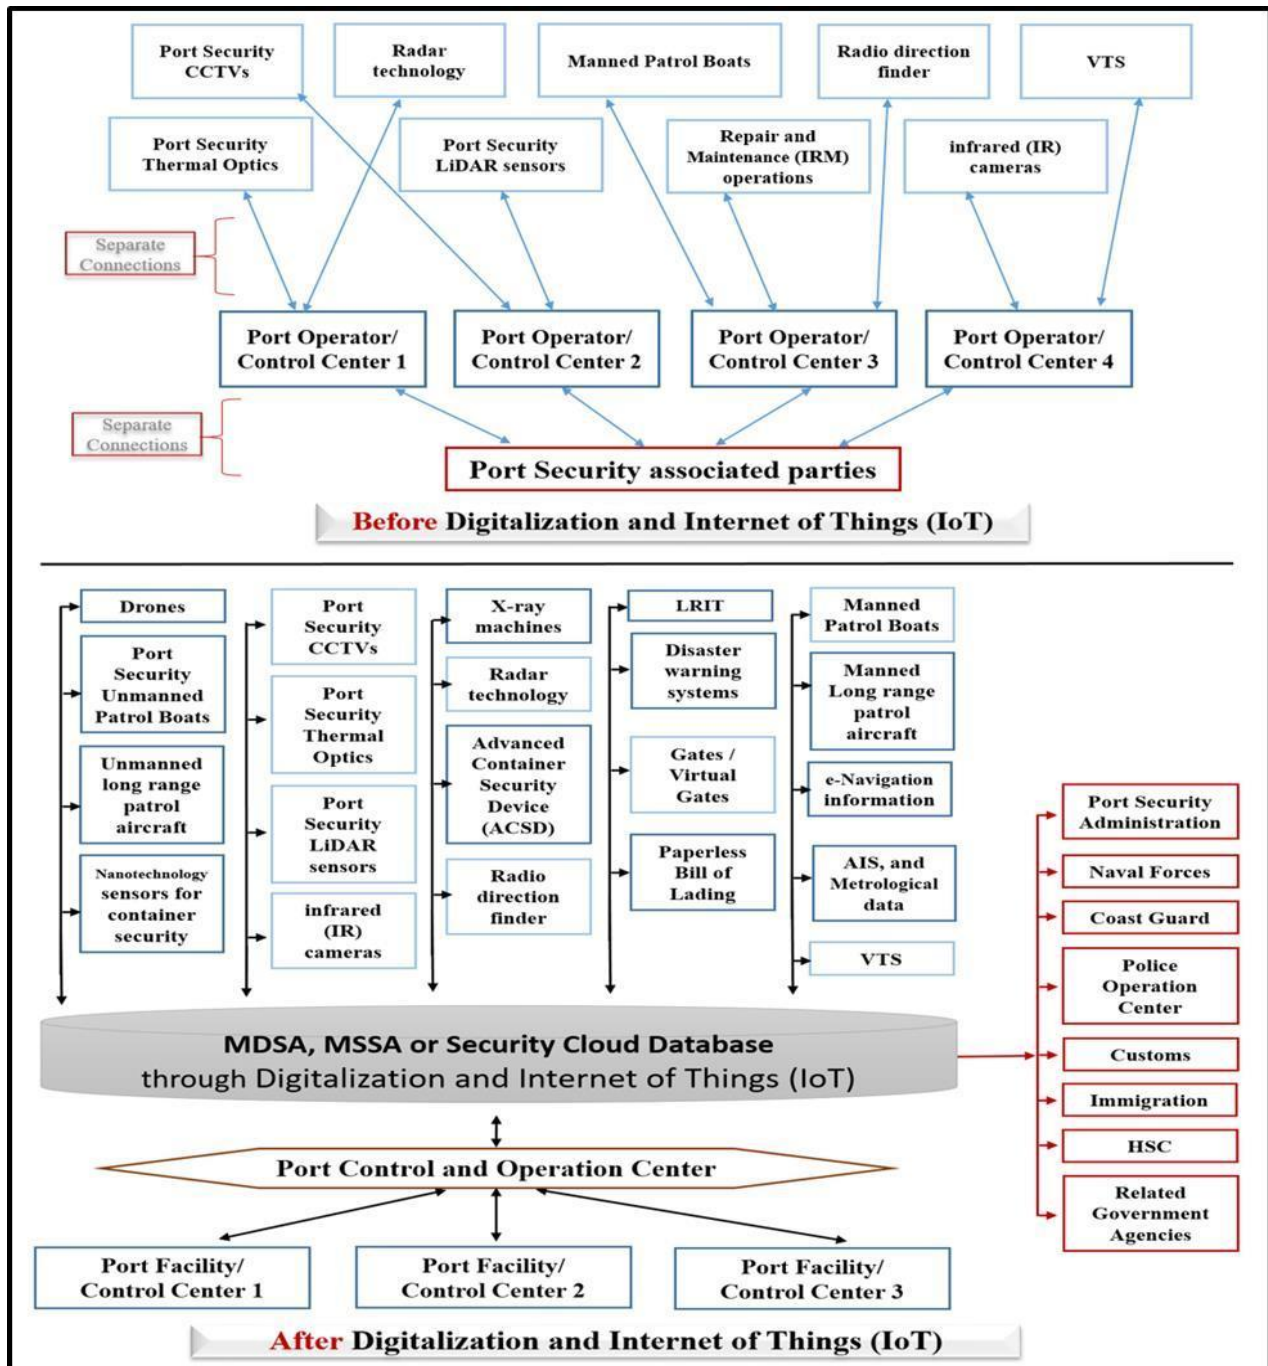 Port Security
CCTVs
Radar
technology
Manned Patrol Boats
Radio direction
finder
VTS
Port Security
Thermal Optics
Port Security
LiDAR sensors
Repair and
Maintenance (IRM)
operations
infrared (IR)
cameras
Separate
Connections
Port Operator/
Control Center 1
Port Operator/
Control Center 2
Port Operator/
Control Center 3
Port Operator/
Control Center 4
Separate
Connections
Port Security associated parties
Before Digitalization and Internet of Things (IoT)
Drones
Port
Security
Unmanned
Patrol Boats
Unmanned
long range
patrol
aircraft
Nanotechnology
sensors for
container
security
Port
Security
CCTVs
Port
Security
Thermal
Optics
Port
Security
LiDAR
sensors
infrared
(IR)
cameras
X-ray
machines
Radar
technology
Advanced
Container
Security
Device
(ACSD)
Radio
direction
finder
LRIT
Disaster
warning
systems
Gates /
Virtual
Gates
Paperless
Bill of
Lading
Manned
Patrol Boats
Manned
Long range
patrol
aircraft
e-Navigation
information
AIS, and
Metrological
data
VTS
Port Security
Administration
Naval Forces
Coast Guard
Police
Operation
Center
Customs
Immigration
HSC
Related
Government
Agencies
MDSA, MSSA or Security Cloud Database
through Digitalization and Internet of Things (IoT)
Port Control and Operation Center
Port Facility/
Control Center 1
Port Facility/
Control Center 2
Port Facility/
Control Center 3
After Digitalization and Internet of Things (IoT)